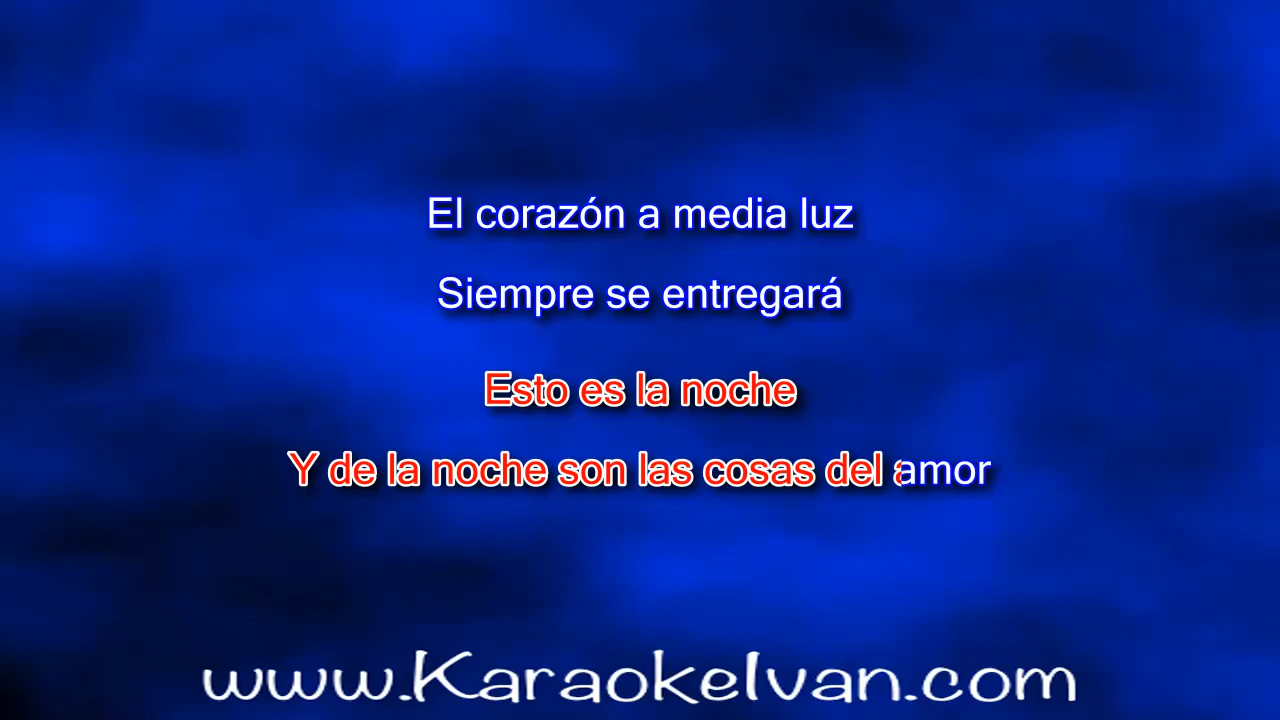 El corazón a media luz
Siempre se entregará
Esto es la noche
Y de la noche son las cosas del amor
www.KaraokeIvan.com